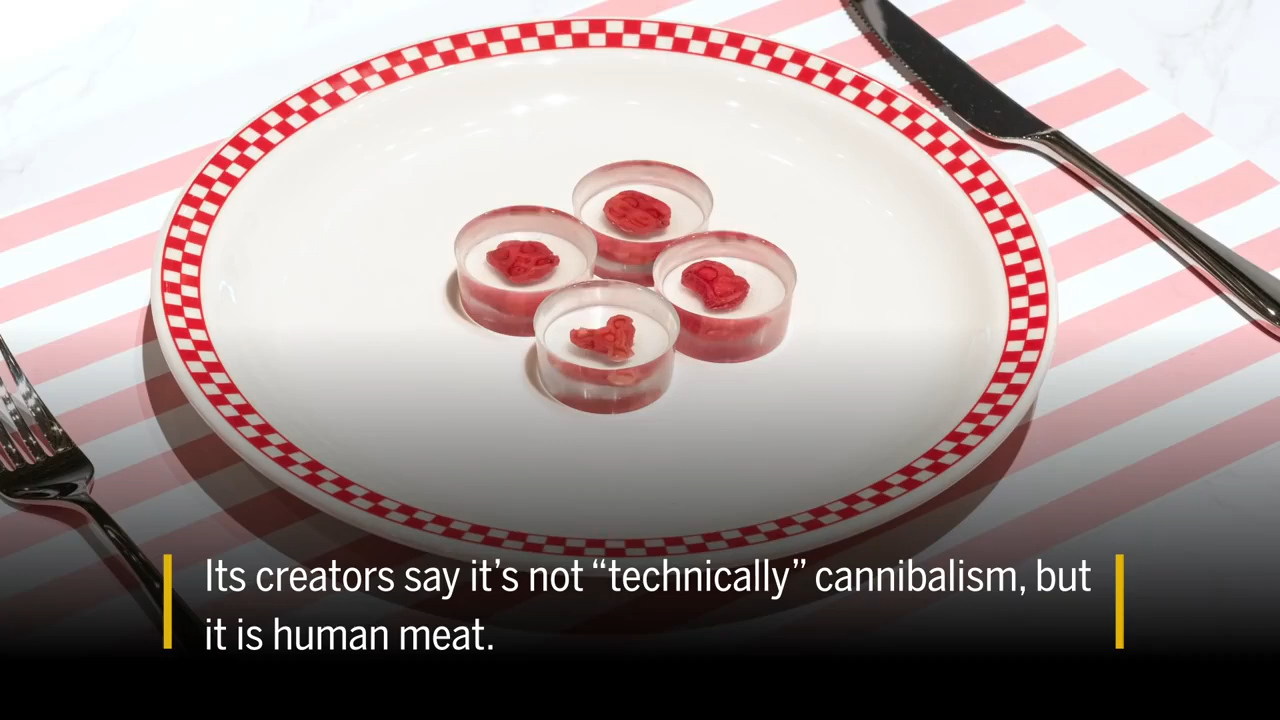 Its creators say it’s not “technically” cannibalism, but
it is human meat.